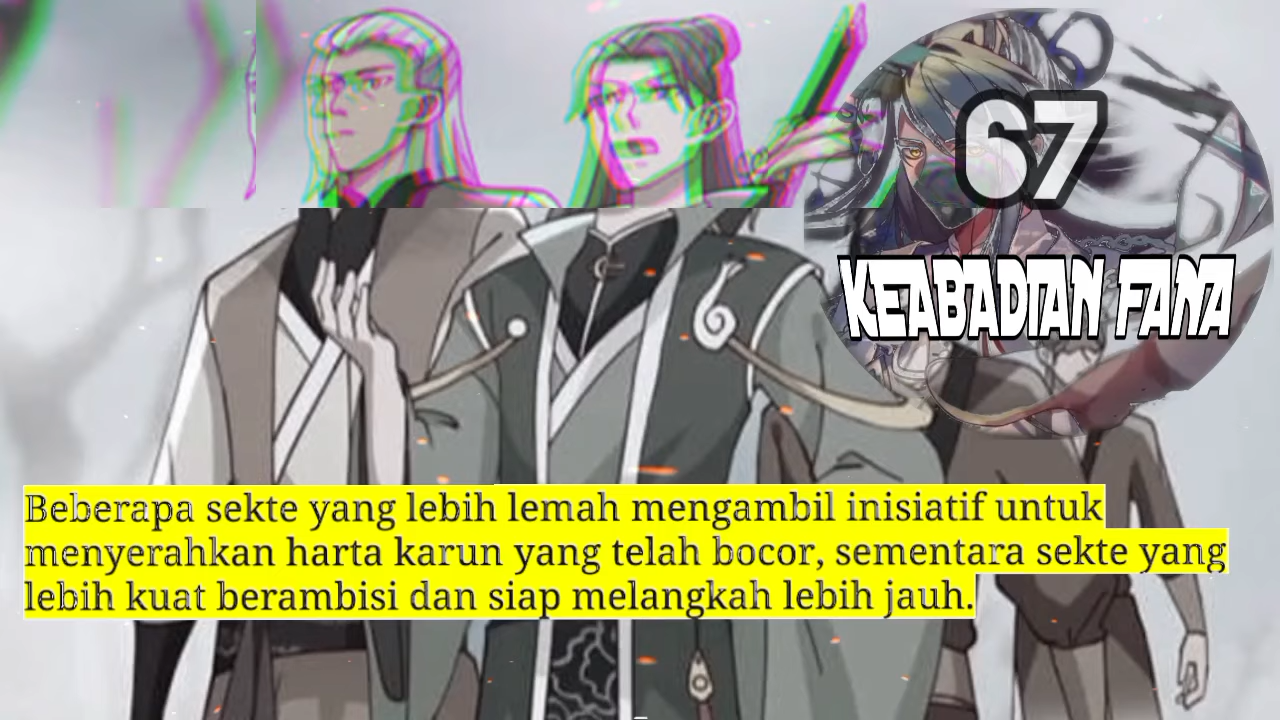 67
KEABADIAN FANA
Beberapa sekte yang lebih lemah mengambil inisiatif untuk
menyerahkan harta karun yang telah bocor, sementara sekte yang
lebih kuat berambisi dan siap melangkah lebih jauh.